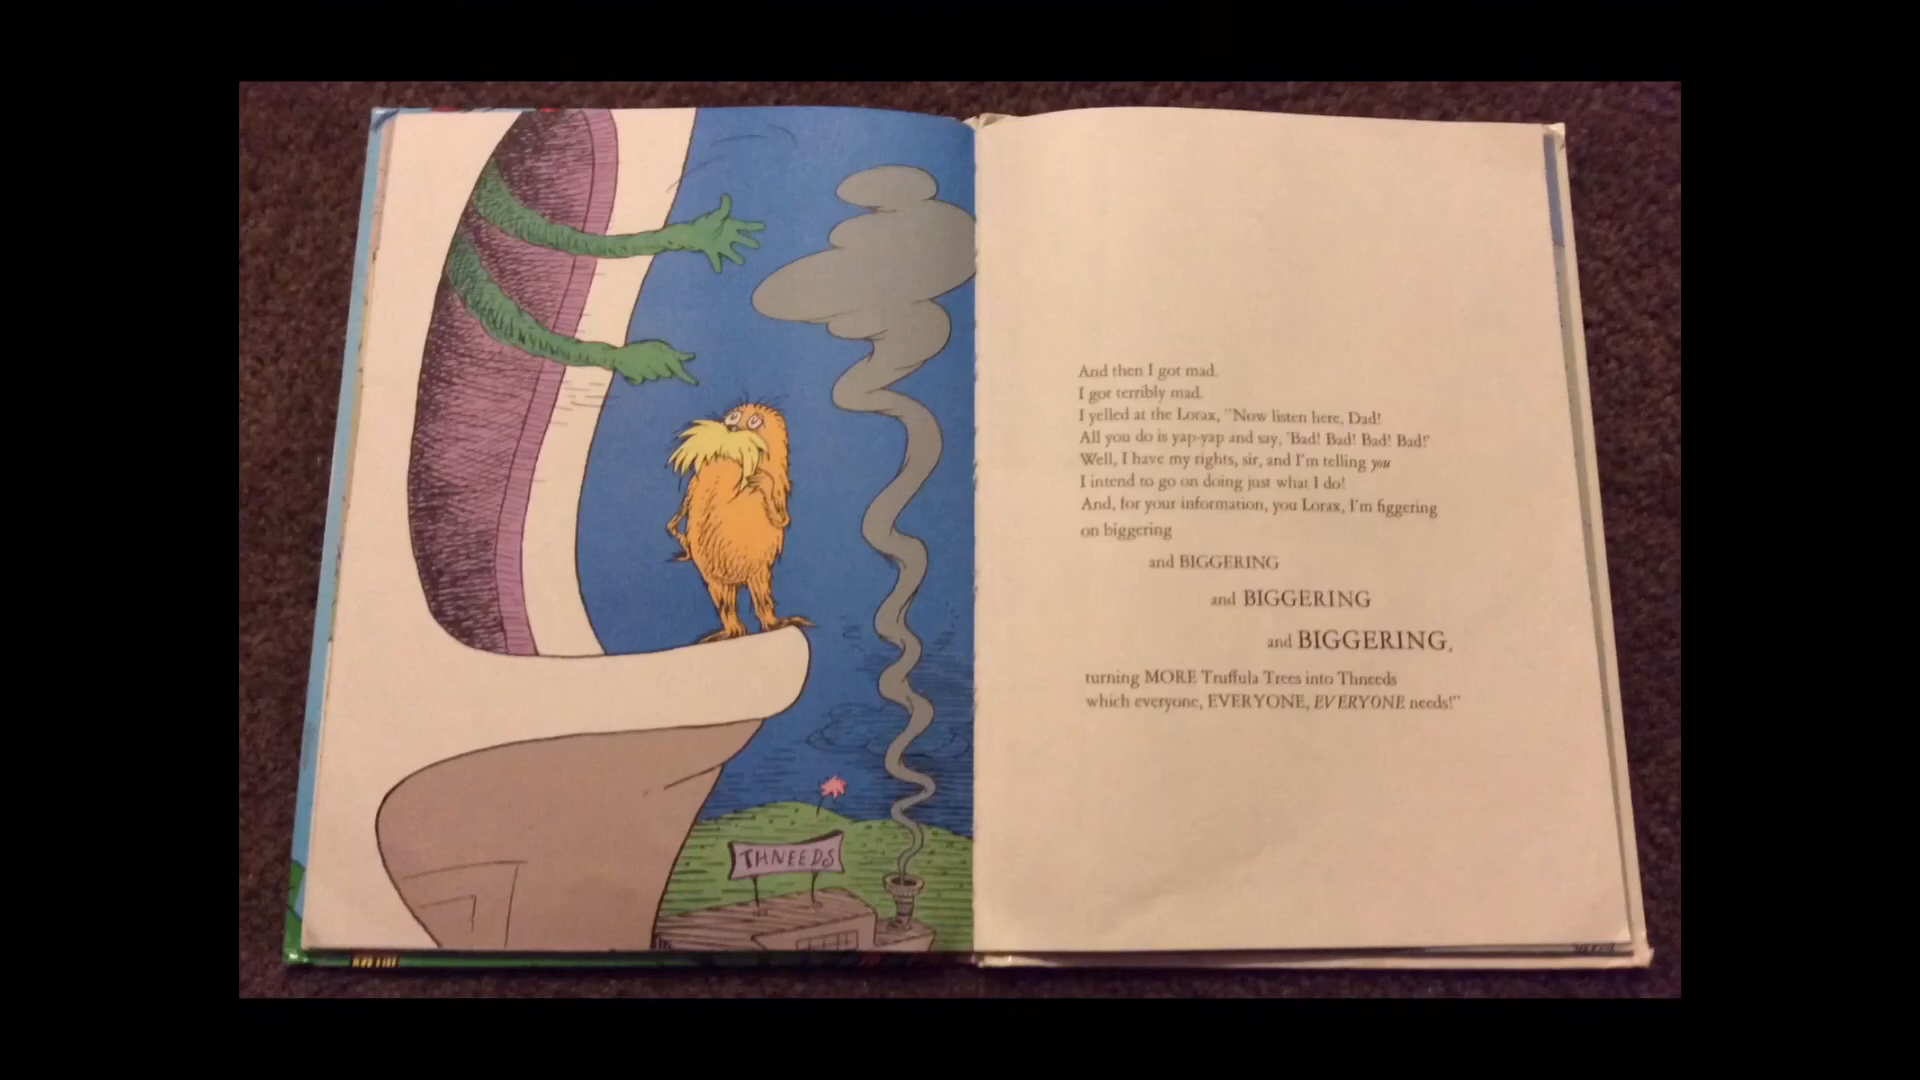 THNEEDS
And then I got mad.
I got terribly mad.
I yelled at the Lorax, "Now listen here, Dad!
All you do is yap-yap and say, 'Bad! Bad! Bad! Bad!'
Well, I have my rights, sir, and I'm telling you
I intend to go on doing just what I do!
And, for your information, you Lorax, I'm figgering
on biggering
and BIGGERING
and BIGGERING
and BIGGERING,
turning MORE Truffula Trees into Thneeds
which everyone, EVERYONE, EVERYONE needs!"